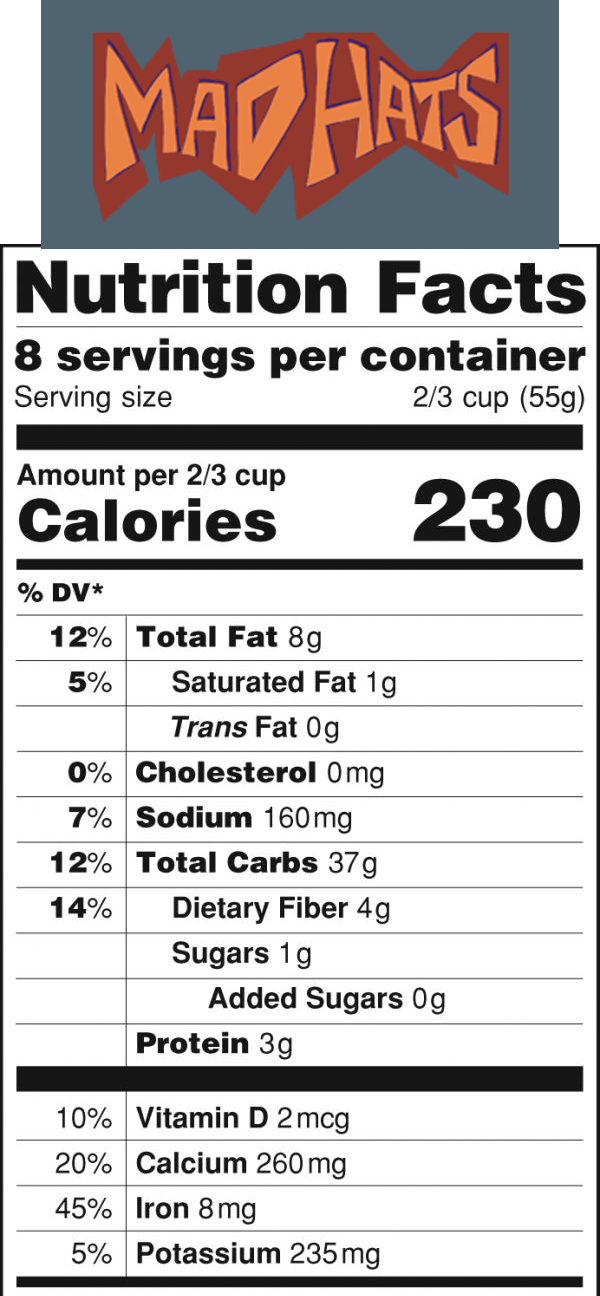 MADHATS
Nutrition Facts
8 servings per container
Serving size 2/3 cup (55g)
Amount per 2/3 cup
Calories 230
% DV*
12% Total Fat 8g
5% Saturated Fat 1g
Trans Fat 0g
0% Cholesterol 0mg
7% Sodium 160mg
12% Total Carbs 37g
14% Dietary Fiber 4g
Sugars 1g
Added Sugars 0g
Protein 3g
10% Vitamin D 2mcg
20% Calcium 260mg
45% Iron 8mg
5% Potassium 235mg